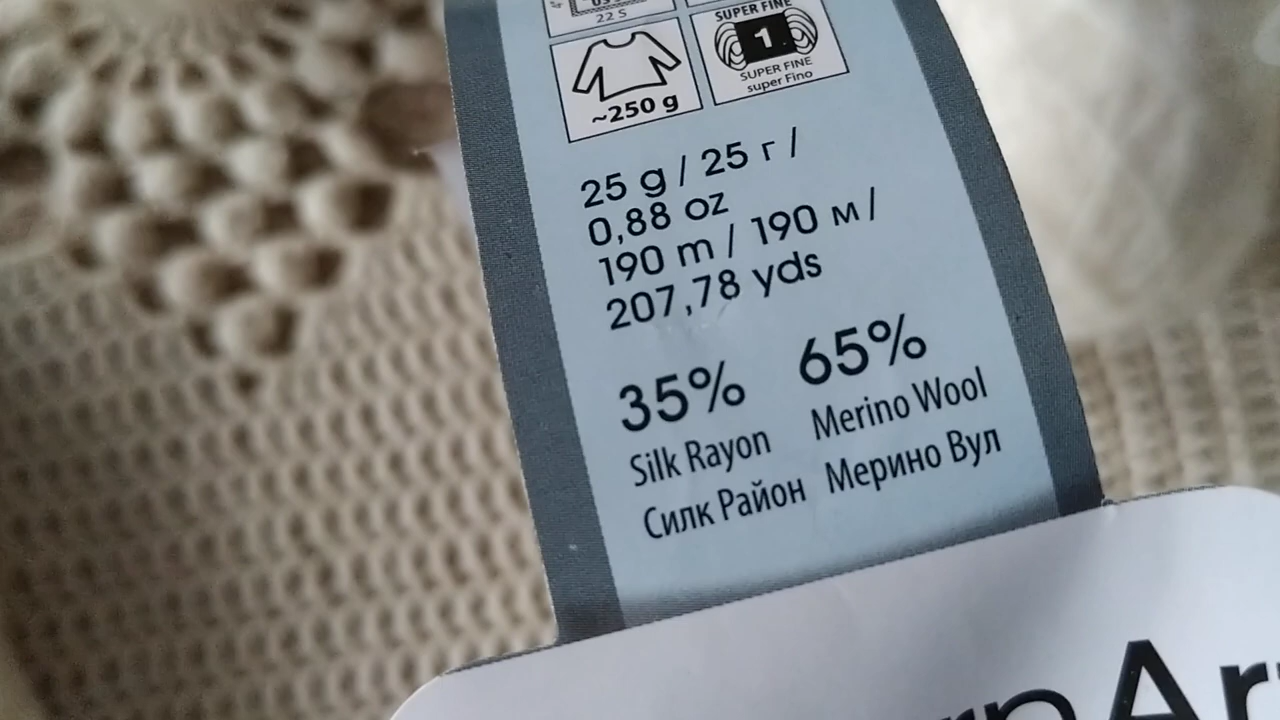 22 S
~250 g
SUPER FINE
1
SUPER FINE
super Fino
25 g / 25 г /
0,88 oz
190 m / 190 м /
207,78 yds
35%
Silk Rayon
Силк Район
65%
Merino Wool
Мерино Вул